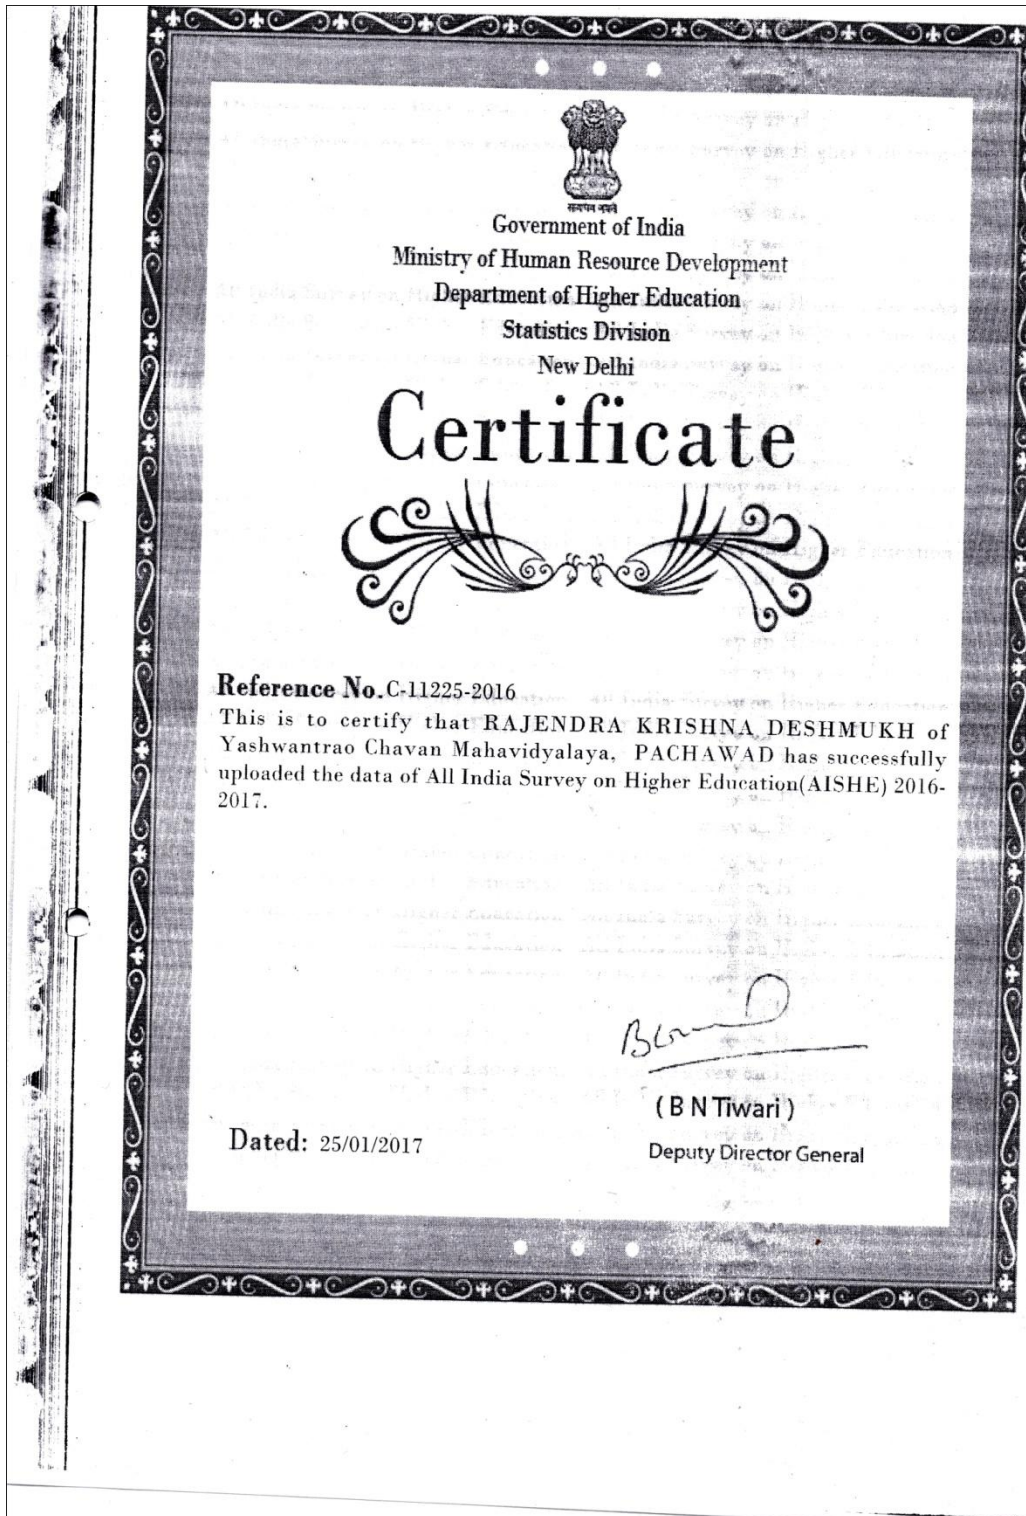 सत्यमेव जयते
Government of India
Ministry of Human Resource Development
Department of Higher Education
Statistics Division
New Delhi
Certificate
Reference No.C-11225-2016
This is to certify that RAJENDRA KRISHNA DESHMUKH of
Yashwantrao Chavan Mahavidyalaya, PACHAWAD has successfully
uploaded the data of All India Survey on Higher Education(AISHE) 2016-
2017.
(B N Tiwari)
Dated: 25/01/2017
Deputy Director General